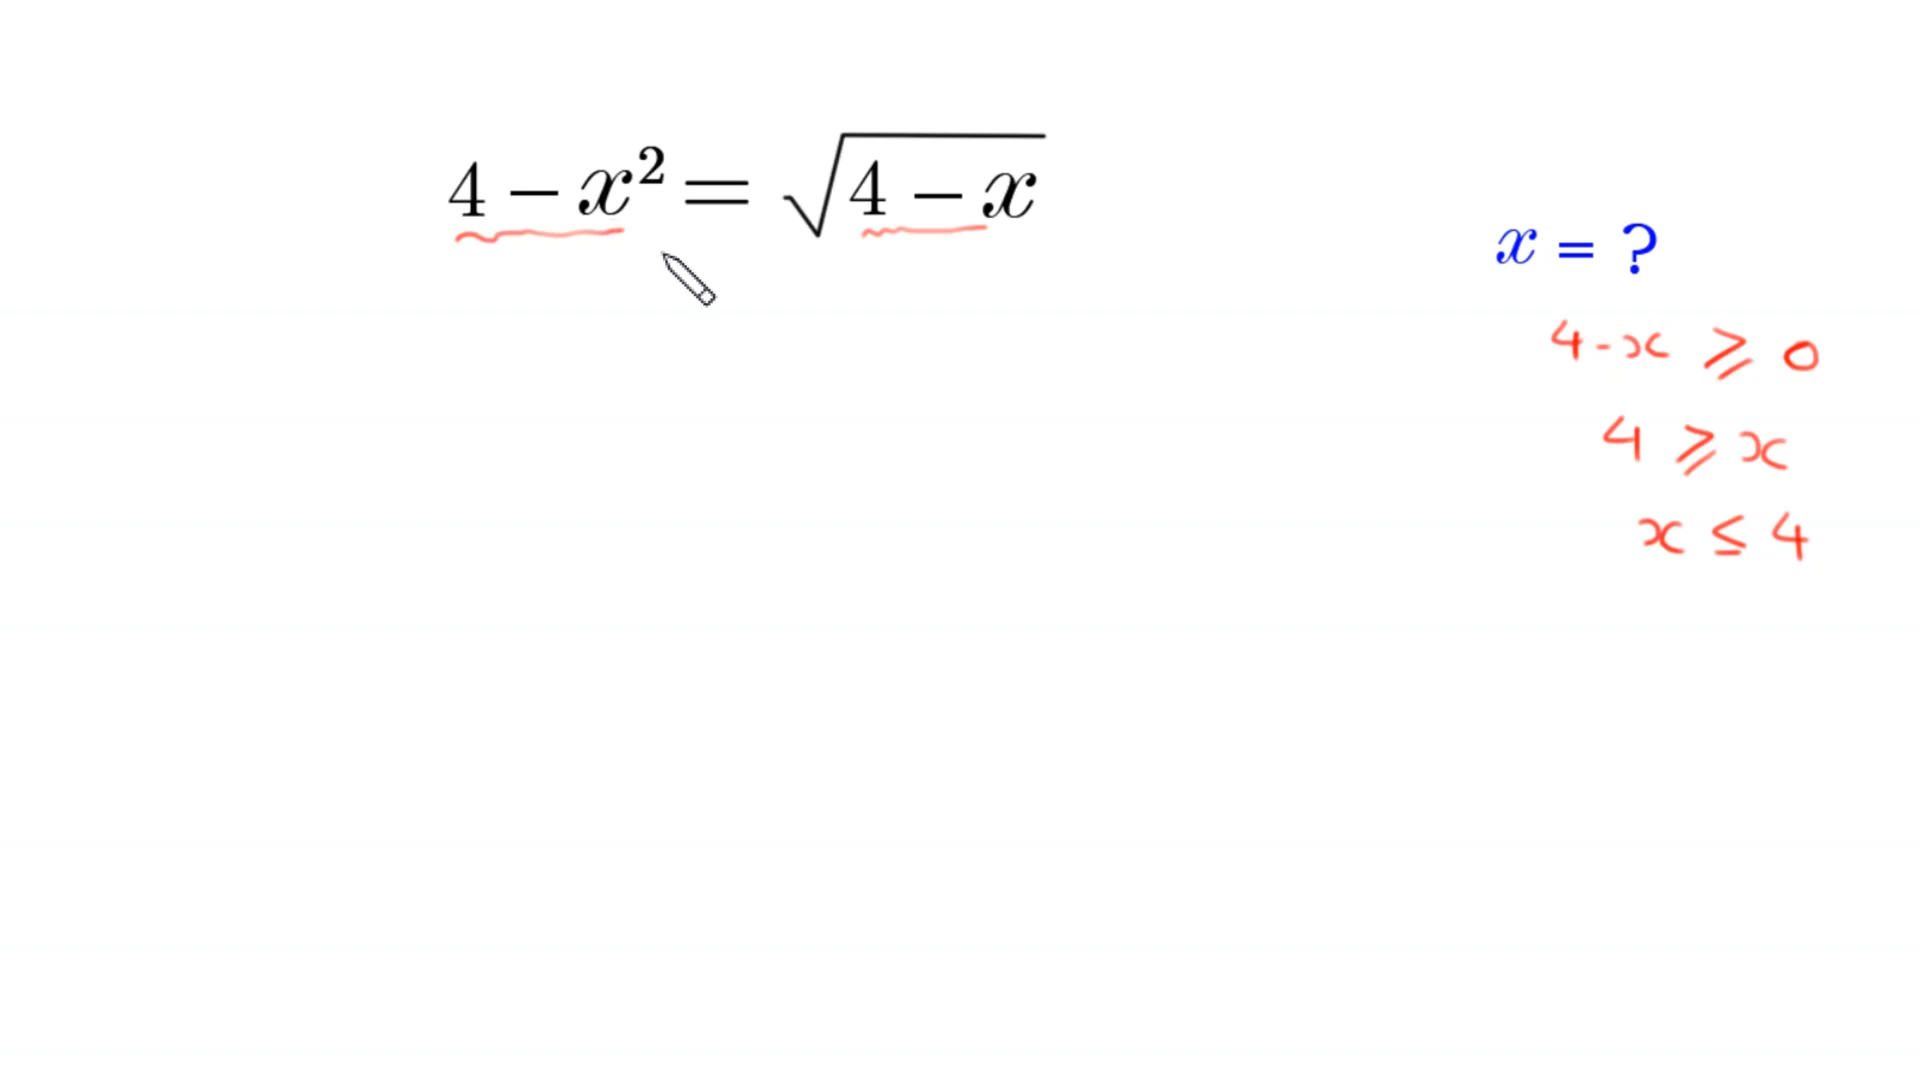 4 − x² = √(4 − x)
x = ?
4 - x ⩾ 0
4 ⩾ x
x ≤ 4